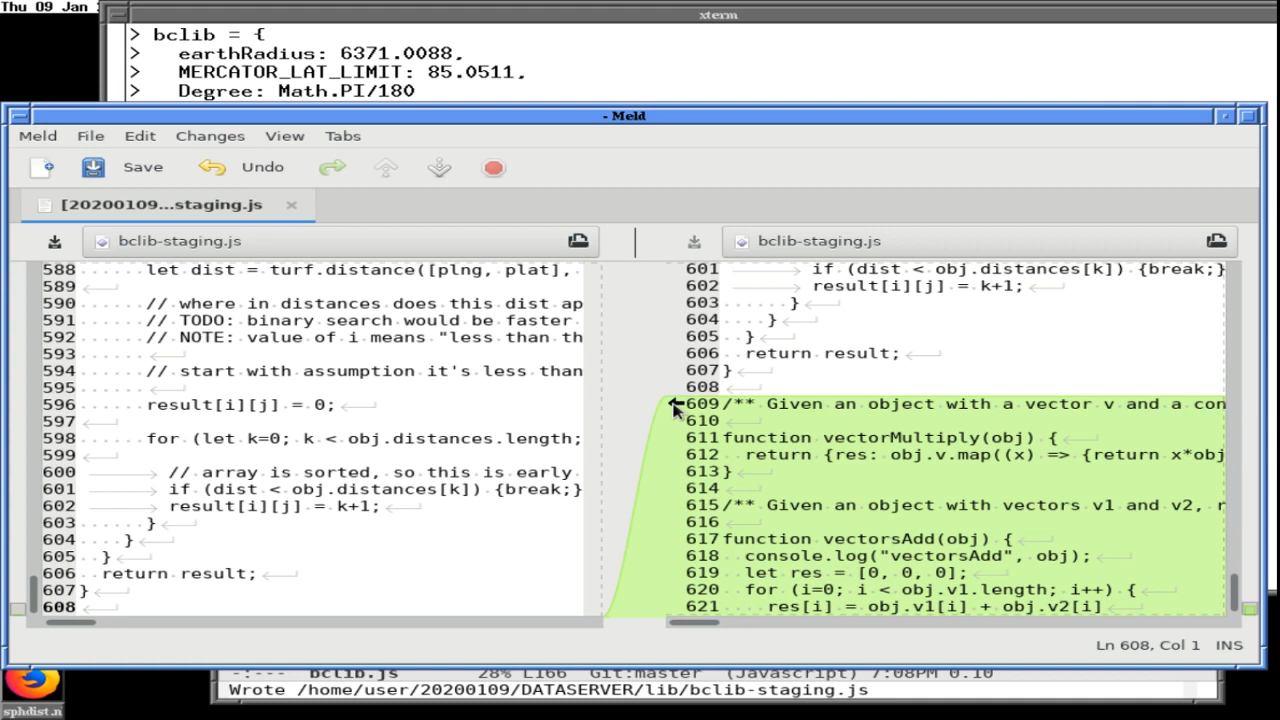 Thu 09 Jan
xterm
> bclib = {
> earthRadius: 6371.0088,
> MERCATOR_LAT_LIMIT: 85.0511,
> Degree: Math.PI/180
- Meld
Meld File Edit Changes View Tabs
Save Undo
[20200109...staging.js
bclib-staging.js
588 let dist = turf.distance([plng, plat],
589
590 // where in distances does this dist ap
591 // TODO: binary search would be faster
592 // NOTE: value of i means "less than th
593
594 // start with assumption it's less than
595
596 result[i][j] = 0;
597
598 for (let k=0; k < obj.distances.length;
599
600 // array is sorted, so this is early
601 if (dist < obj.distances[k]) {break;}
602 result[i][j] = k+1;
603 }
604 }
605 }
606 return result;
607 }
608
bclib-staging.js
601 if (dist < obj.distances[k]) {break;}
602 result[i][j] = k+1;
603 }
604 }
605 }
606 return result;
607 }
608
609 /** Given an object with a vector v and a con
610
611 function vectorMultiply(obj) {
612 return {res: obj.v.map((x) => {return x*obj
613 }
614
615 /** Given an object with vectors v1 and v2, r
616
617 function vectorsAdd(obj) {
618 console.log("vectorsAdd", obj);
619 let res = [0, 0, 0];
620 for (i=0; i < obj.v1.length; i++) {
621 res[i] = obj.v1[i] + obj.v2[i]
Ln 608, Col 1 INS
-:--- bclib.js 28% L166 Git:master (Javascript) 7:08PM 0.10
Wrote /home/user/20200109/DATASERVER/lib/bclib-staging.js
sphdist.n